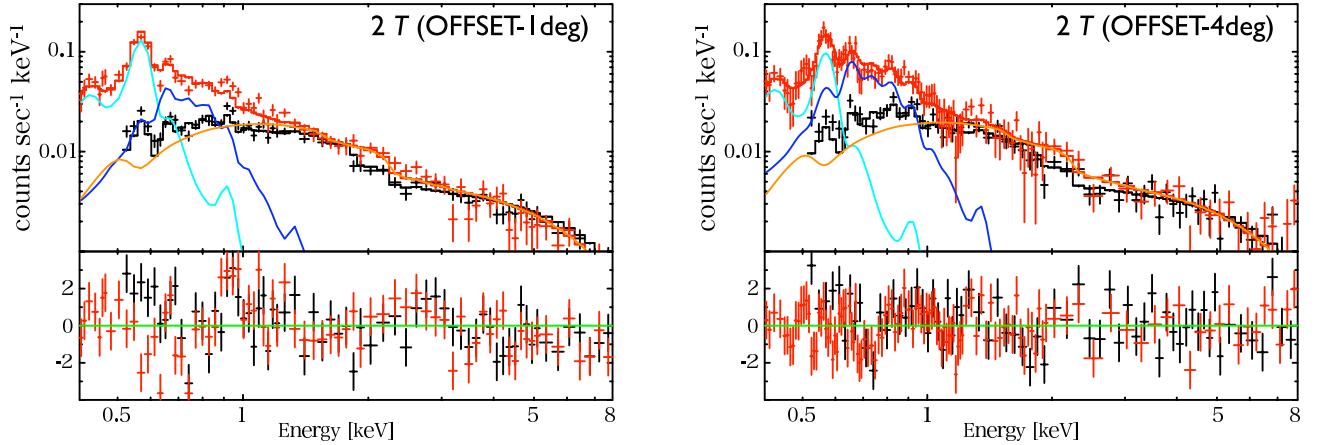 2 T (OFFSET-1deg)
counts sec⁻¹ keV⁻¹
0.1
0.01
2
0
-2
0.5 1 5 8
Energy [keV]
2 T (OFFSET-4deg)
counts sec⁻¹ keV⁻¹
0.1
0.01
2
0
-2
0.5 1 5 8
Energy [keV]